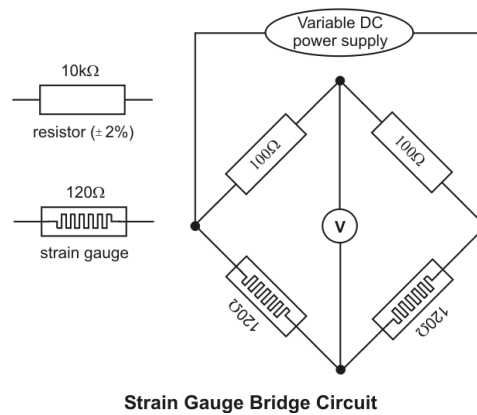 Variable DC
power supply
10kΩ
resistor (±2%)
100Ω
100Ω
120Ω
strain gauge
V
120Ω
120Ω
Strain Gauge Bridge Circuit